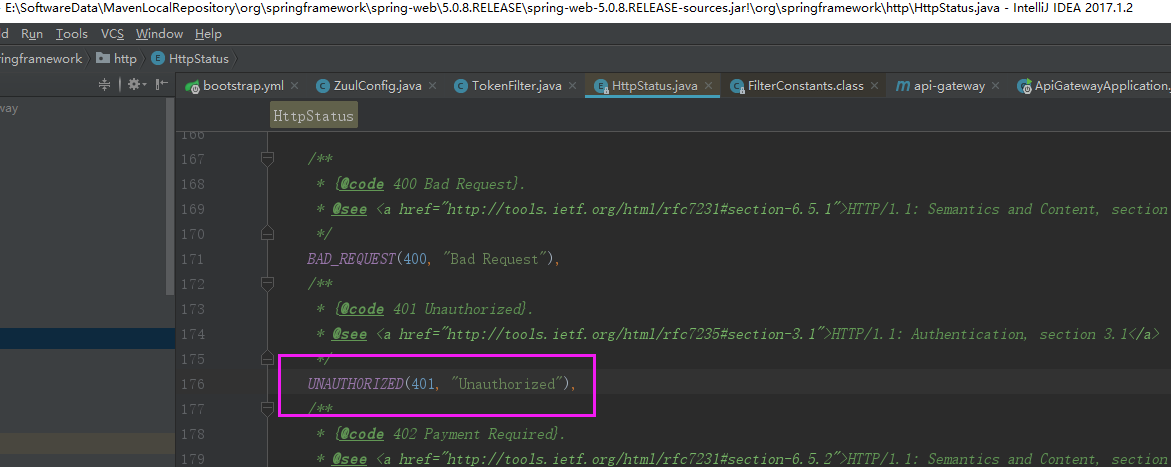 - E:\SoftwareData\MavenLocalRepository\org\springframework\spring-web\5.0.8.RELEASE\spring-web-5.0.8.RELEASE-sources.jar!\org\springframework\http\HttpStatus.java - IntelliJ IDEA 2017.1.2
ld Run Tools VCS Window Help
ringframework http HttpStatus
bootstrap.yml ZuulConfig.java TokenFilter.java HttpStatus.java FilterConstants.class api-gateway ApiGatewayApplication.
way
HttpStatus
166
167 /**
168 * {@code 400 Bad Request}.
169 * @see <a href="http://tools.ietf.org/html/rfc7231#section-6.5.1">HTTP/1.1: Semantics and Content, section
170 */
171 BAD_REQUEST(400, "Bad Request"),
172 /**
173 * {@code 401 Unauthorized}.
174 * @see <a href="http://tools.ietf.org/html/rfc7235#section-3.1">HTTP/1.1: Authentication, section 3.1</a>
175 */
176 UNAUTHORIZED(401, "Unauthorized"),
177 /**
178 * {@code 402 Payment Required}.
179 * @see <a href="http://tools.ietf.org/html/rfc7231#section-6.5.2">HTTP/1.1: Semantics and Content, section